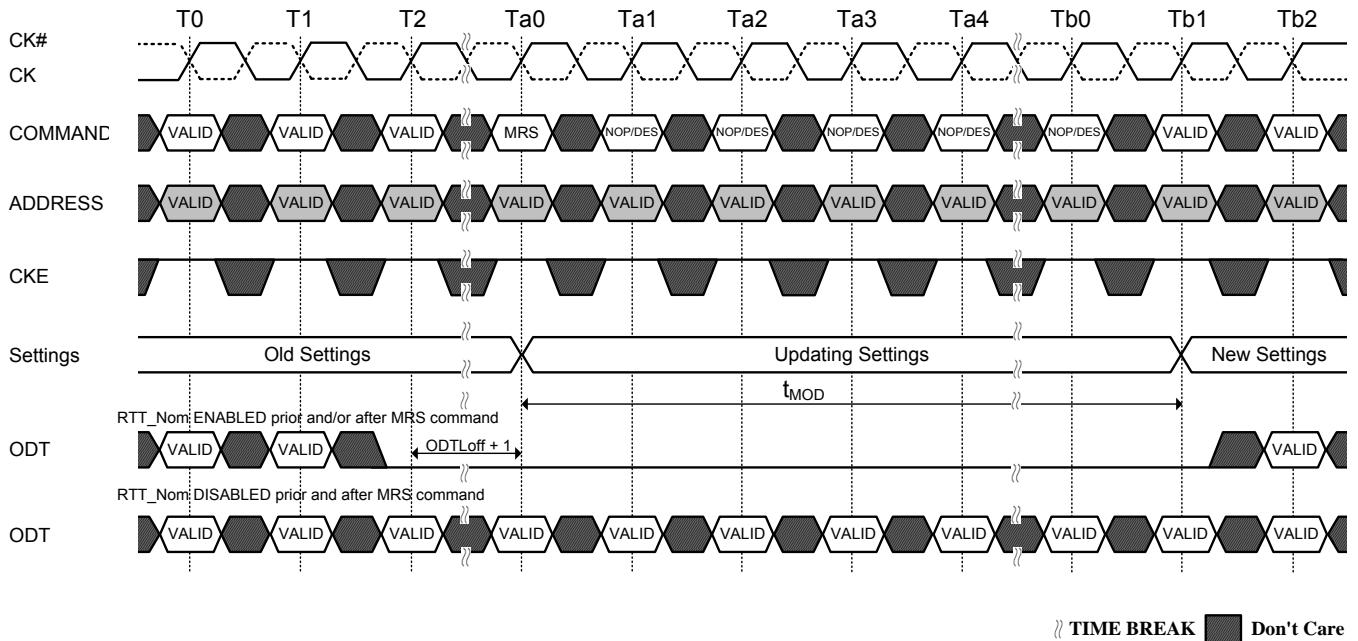 T0 T1 T2 Ta0 Ta1 Ta2 Ta3 Ta4 Tb0 Tb1 Tb2
CK#
CK
COMMAND VALID VALID VALID MRS NOP/DES NOP/DES NOP/DES NOP/DES NOP/DES VALID VALID
ADDRESS VALID VALID VALID VALID VALID VALID VALID VALID VALID VALID VALID
CKE
Settings Old Settings Updating Settings New Settings
tMOD
RTT_Nom ENABLED prior and/or after MRS command
ODT VALID VALID ODTLoff + 1 VALID
RTT_Nom DISABLED prior and after MRS command
ODT VALID VALID VALID VALID VALID VALID VALID VALID VALID VALID VALID
TIME BREAK Don't Care